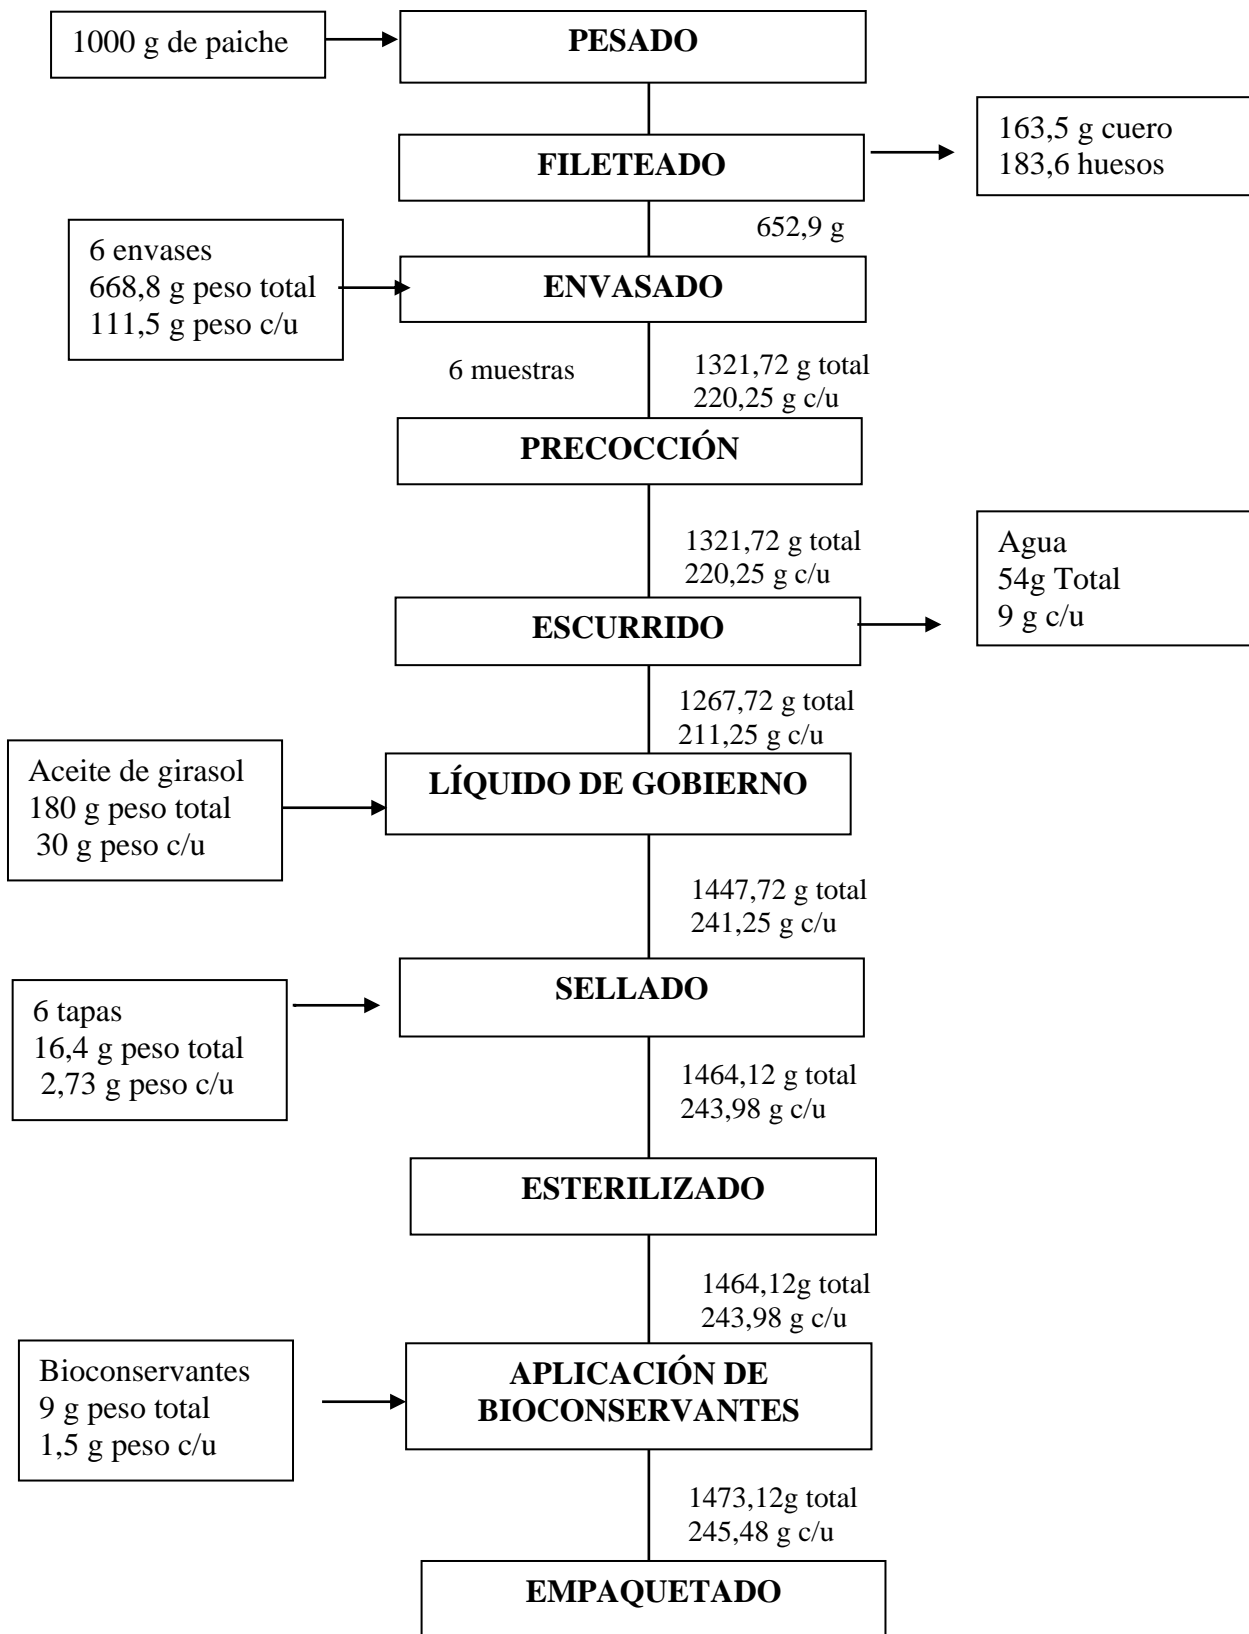 1000 g de paiche
PESADO
FILETEADO
163,5 g cuero
183,6 huesos
652,9 g
6 envases
668,8 g peso total
111,5 g peso c/u
ENVASADO
6 muestras
1321,72 g total
220,25 g c/u
PRECOCCIÓN
1321,72 g total
220,25 g c/u
Agua
54g Total
9 g c/u
ESCURRIDO
1267,72 g total
211,25 g c/u
Aceite de girasol
180 g peso total
30 g peso c/u
LÍQUIDO DE GOBIERNO
1447,72 g total
241,25 g c/u
6 tapas
16,4 g peso total
2,73 g peso c/u
SELLADO
1464,12 g total
243,98 g c/u
ESTERILIZADO
1464,12g total
243,98 g c/u
Bioconservantes
9 g peso total
1,5 g peso c/u
APLICACIÓN DE
BIOCONSERVANTES
1473,12g total
245,48 g c/u
EMPAQUETADO